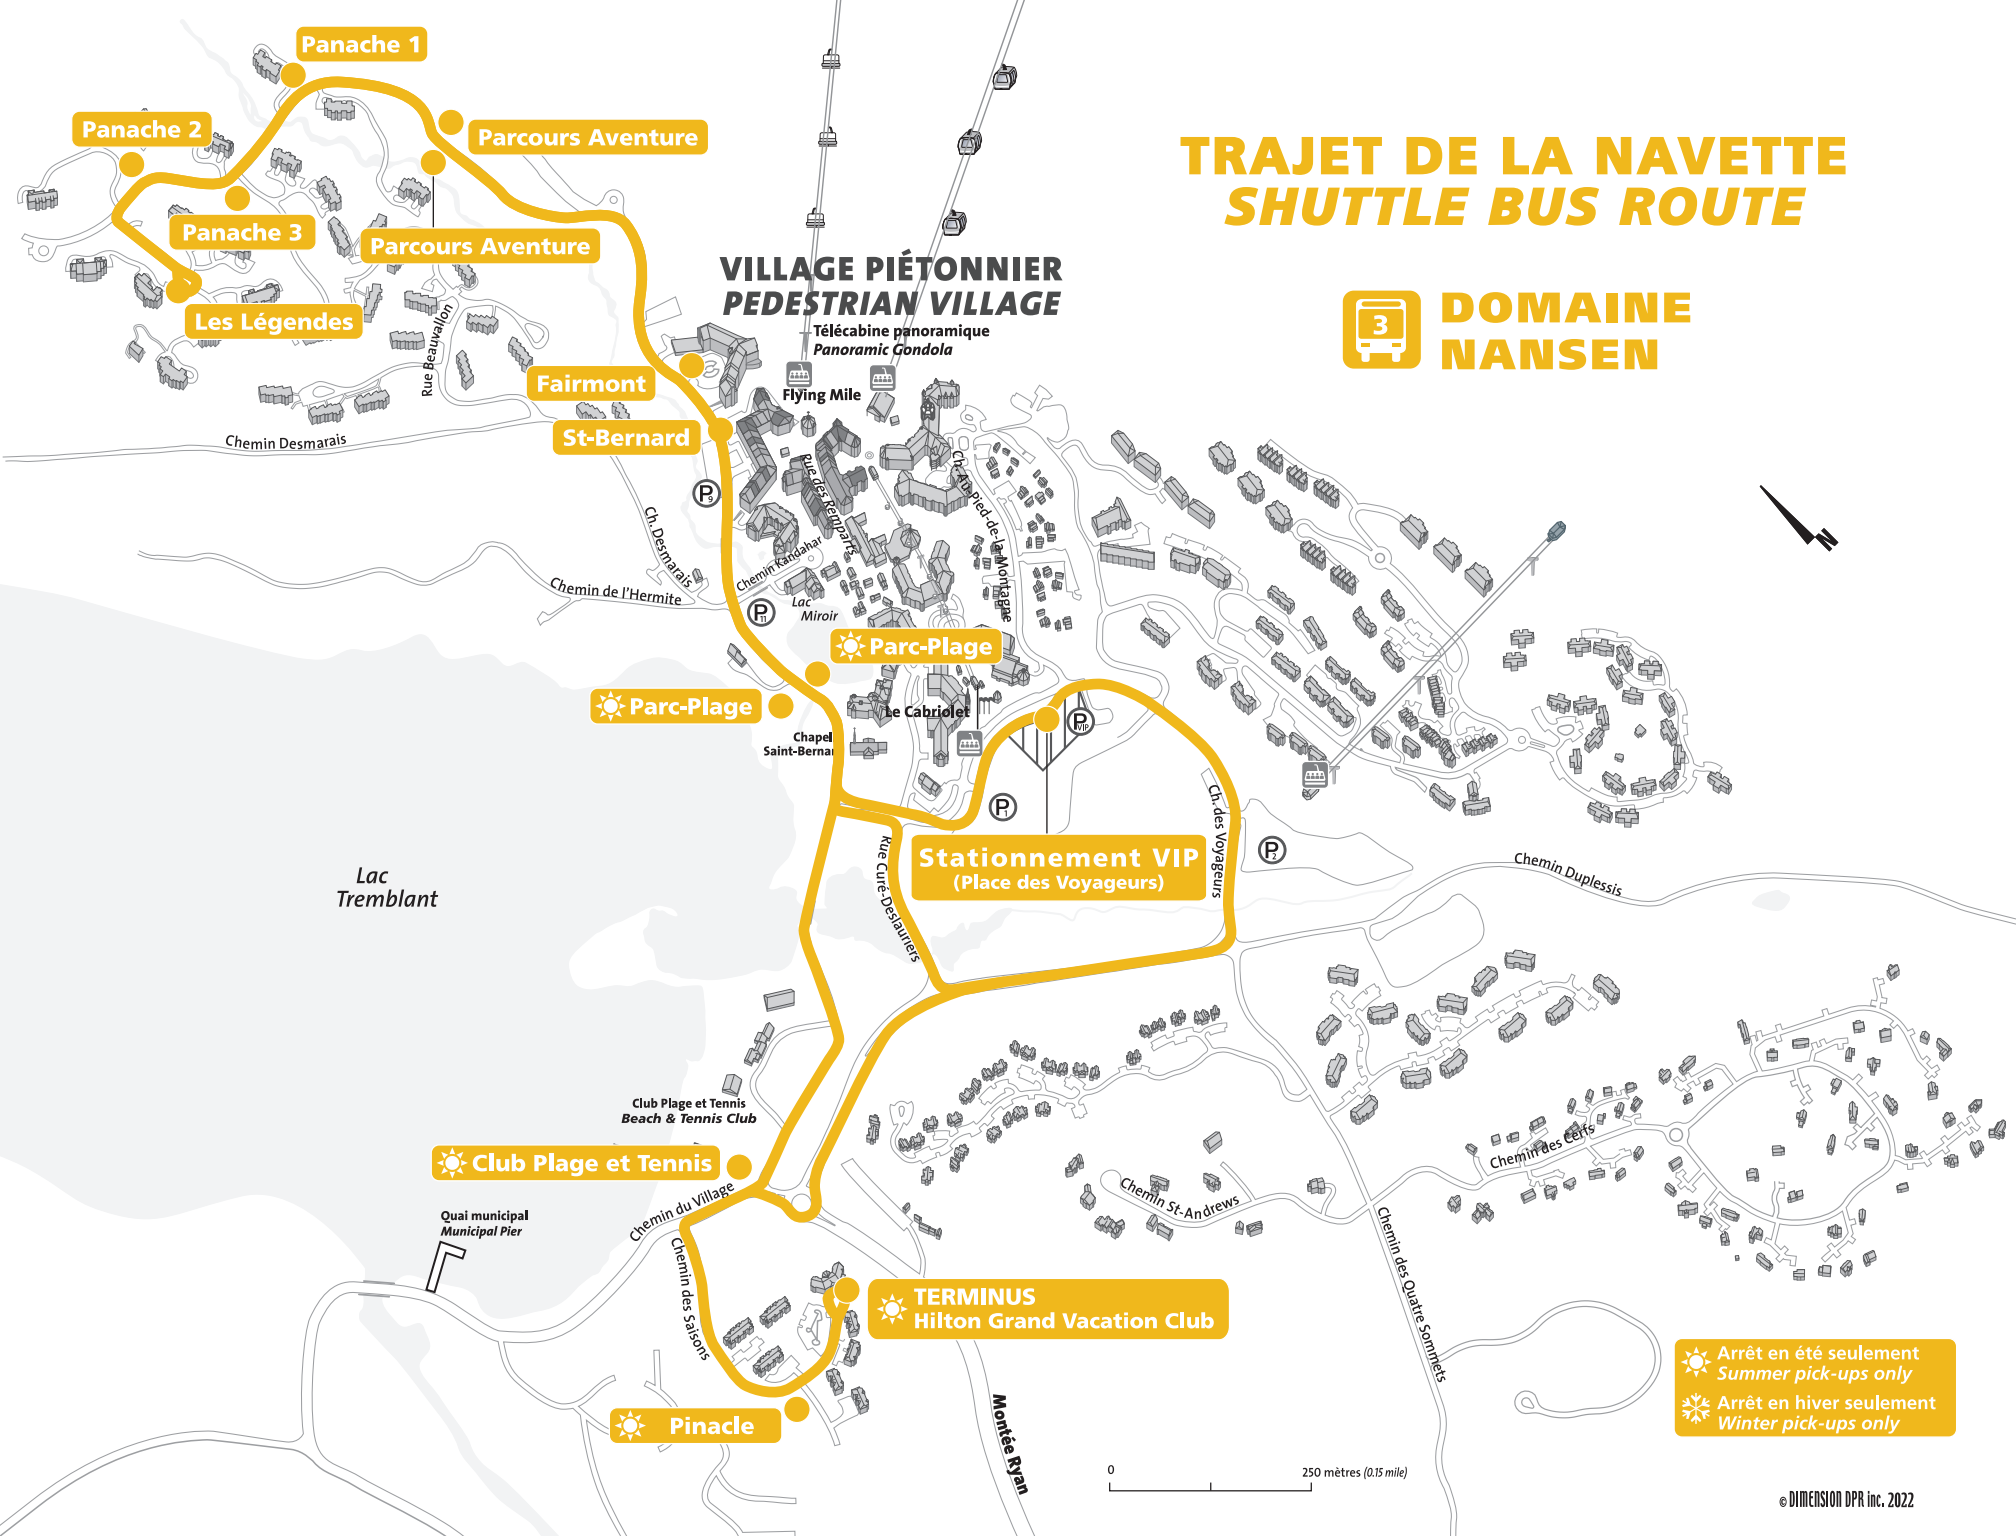 Panache 1
Panache 2
Parcours Aventure
Panache 3
Parcours Aventure
Les Légendes
TRAJET DE LA NAVETTE
SHUTTLE BUS ROUTE
3
DOMAINE
NANSEN
VILLAGE PIÉTONNIER
PEDESTRIAN VILLAGE
Télécabine panoramique
Panoramic Gondola
Flying Mile
Fairmont
St-Bernard
Rue Beauvallon
Chemin Desmarais
P9
Ch. Desmarais
Chemin de l'Hermite
Chemin Kandahar
Rue des Remparts
Ch. Au-Pied-de-la-Montagne
N
P11
Lac
Miroir
Parc-Plage
Parc-Plage
Le Cabriolet
Chapel
Saint-Bernar
PVIP
P1
P2
Stationnement VIP
(Place des Voyageurs)
Ch. des Voyageurs
Rue Curé-Deslauriers
Chemin Duplessis
Lac
Tremblant
Club Plage et Tennis
Beach & Tennis Club
Club Plage et Tennis
Chemin du Village
Quai municipal
Municipal Pier
Chemin des Saisons
Chemin St-Andrews
Chemin des Cerfs
Chemin des Quatre Sommets
TERMINUS
Hilton Grand Vacation Club
Pinacle
Montée Ryan
Arrêt en été seulement
Summer pick-ups only
Arrêt en hiver seulement
Winter pick-ups only
0
250 mètres (0.15 mile)
© DIMENSION DPR inc. 2022